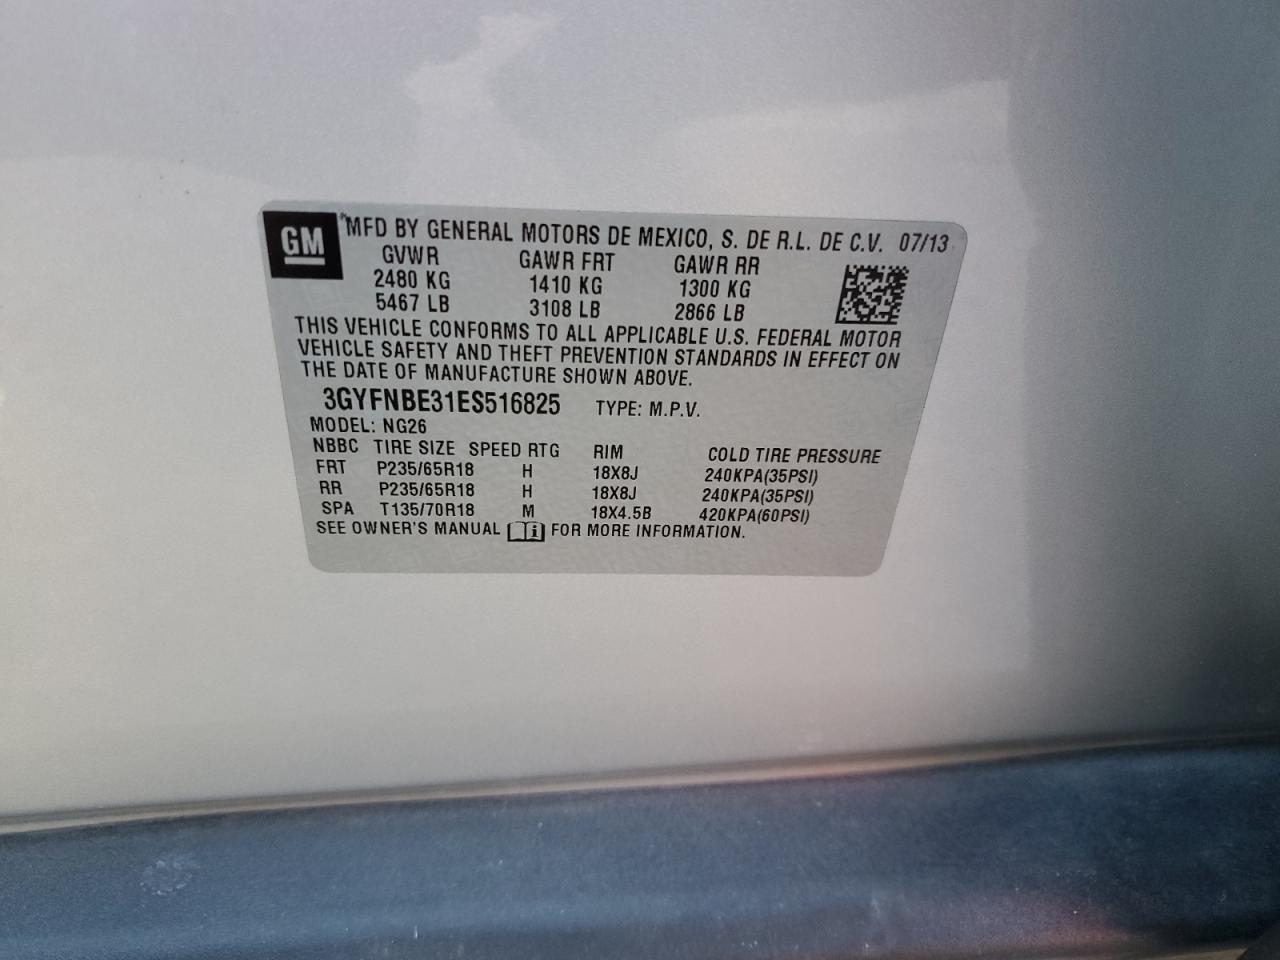 GM MFD BY GENERAL MOTORS DE MEXICO, S. DE R.L. DE C.V. 07/13
GVWR GAWR FRT GAWR RR
2480 KG 1410 KG 1300 KG
5467 LB 3108 LB 2866 LB
THIS VEHICLE CONFORMS TO ALL APPLICABLE U.S. FEDERAL MOTOR
VEHICLE SAFETY AND THEFT PREVENTION STANDARDS IN EFFECT ON
THE DATE OF MANUFACTURE SHOWN ABOVE.
3GYFNBE31ES516825 TYPE: M.P.V.
MODEL: NG26
NBBC TIRE SIZE SPEED RTG RIM COLD TIRE PRESSURE
FRT P235/65R18 H 18X8J 240KPA(35PSI)
RR P235/65R18 H 18X8J 240KPA(35PSI)
SPA T135/70R18 M 18X4.5B 420KPA(60PSI)
SEE OWNER'S MANUAL i FOR MORE INFORMATION.